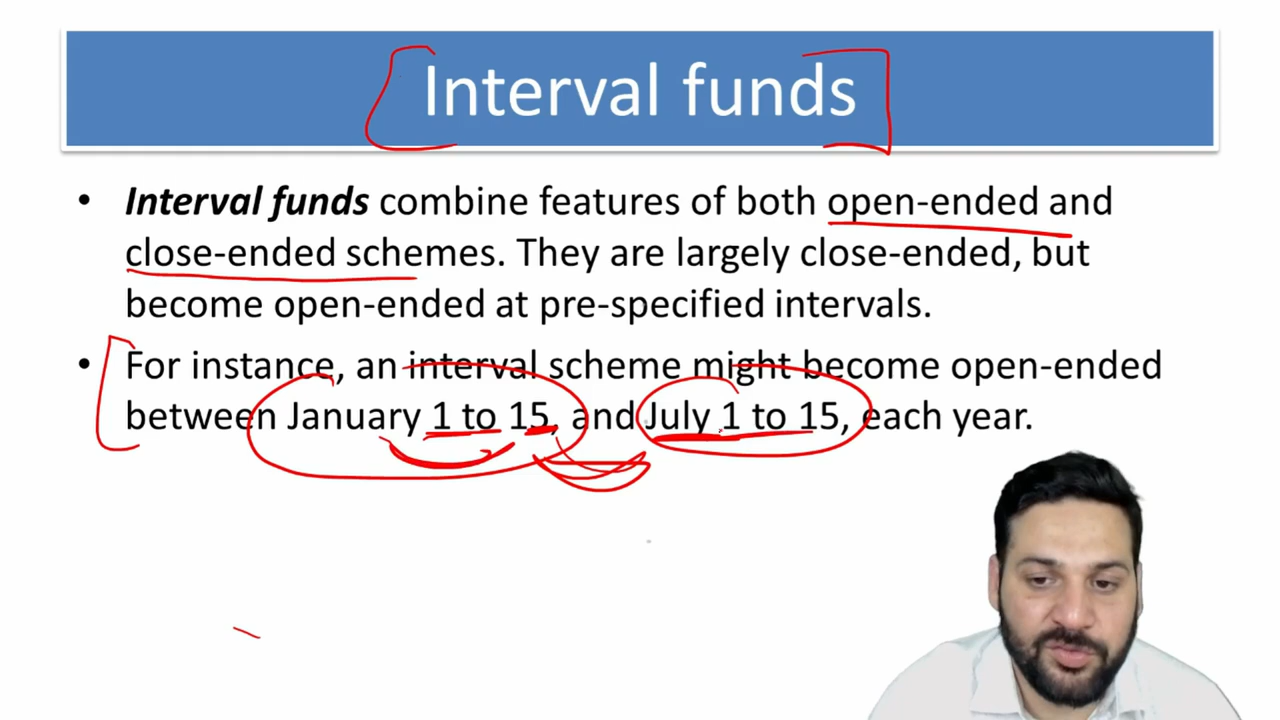 Interval funds
• Interval funds combine features of both open-ended and
close-ended schemes. They are largely close-ended, but
become open-ended at pre-specified intervals.
• For instance, an interval scheme might become open-ended
between January 1 to 15, and July 1 to 15, each year.